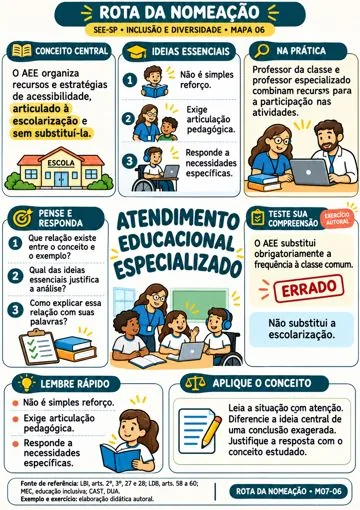 ROTA DA NOMEAÇÃO
SEE-SP • INCLUSÃO E DIVERSIDADE • MAPA 06
CONCEITO CENTRAL
O AEE organiza
recursos e estratégias
de acessibilidade,
articulado à
escolarização e
sem substituí-la.
ESCOLA
IDEIAS ESSENCIAIS
1 Não é simples
reforço.
2 Exige
articulação
pedagógica.
3 Responde a
necessidades
específicas.
NA PRÁTICA
Professor da classe e
professor especializado
combinam recursos para
a participação nas
atividades.
PENSE E
RESPONDA
1 Que relação existe
entre o conceito e
o exemplo?
2 Qual das ideias
essenciais justifica
a análise?
3 Como explicar essa
relação com suas
palavras?
ATENDIMENTO
EDUCACIONAL
ESPECIALIZADO
TESTE SUA
COMPREENSÃO
EXERCÍCIO
AUTORAL
O AEE substitui
obrigatoriamente a
frequência à classe comum.
ERRADO
Não substitui a
escolarização.
LEMBRE RÁPIDO
Não é simples reforço.
Exige articulação
pedagógica.
Responde a
necessidades
específicas.
APLIQUE O CONCEITO
Leia a situação com atenção.
Diferencie a ideia central de
uma conclusão exagerada.
Justifique a resposta com o
conceito estudado.
Fonte de referência: LBI, arts. 2º, 3º, 27 e 28; LDB, arts. 58 a 60;
MEC, educação inclusiva; CAST, DUA.
Exemplo e exercício: elaboração didática autoral.
ROTA DA NOMEAÇÃO • M07-06